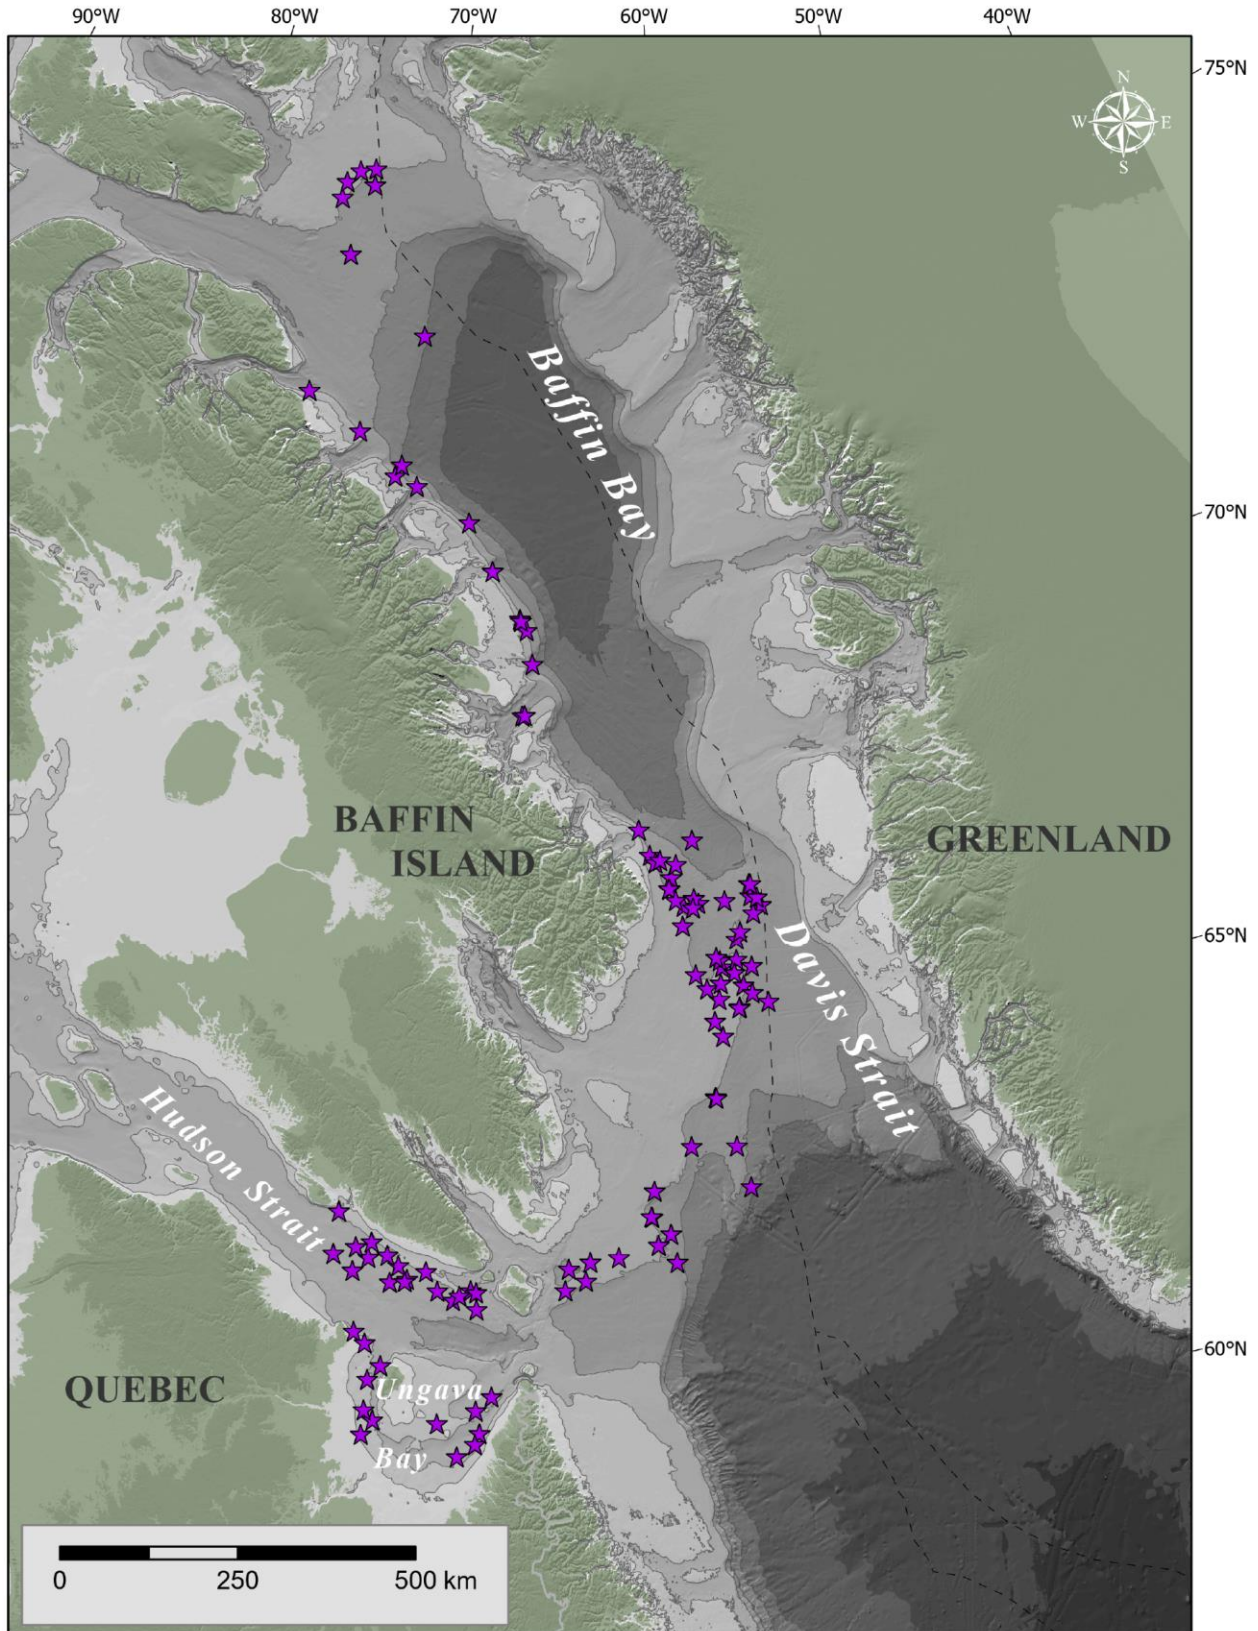 90°W 80°W 70°W 60°W 50°W 40°W
75°N
N
W E
S
Baffin Bay
70°N
BAFFIN
ISLAND
GREENLAND
65°N
Davis Strait
Hudson Strait
60°N
QUEBEC
Ungava
Bay
0 250 500 km